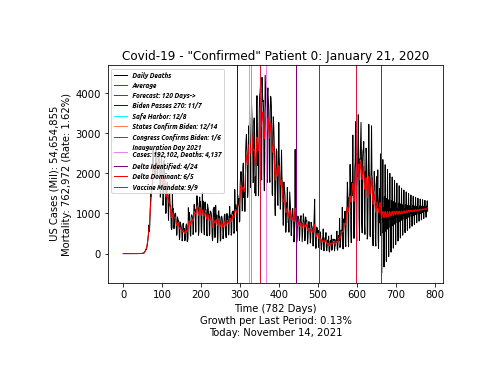 Covid-19 - "Confirmed" Patient 0: January 21, 2020
US Cases (Mil): 54,654,855
Mortality: 762,972 (Rate: 1.62%)
4000
3000
2000
1000
0
Daily Deaths
Average
Forecast: 120 Days->
Biden Passes 270: 11/7
Safe Harbor: 12/8
States Confirm Biden: 12/14
Congress Confirms Biden: 1/6
Inauguration Day 2021
Cases: 192,102, Deaths: 4,137
Delta Identified: 4/24
Delta Dominant: 6/5
Vaccine Mandate: 9/9
0 100 200 300 400 500 600 700 800
Time (782 Days)
Growth per Last Period: 0.13%
Today: November 14, 2021